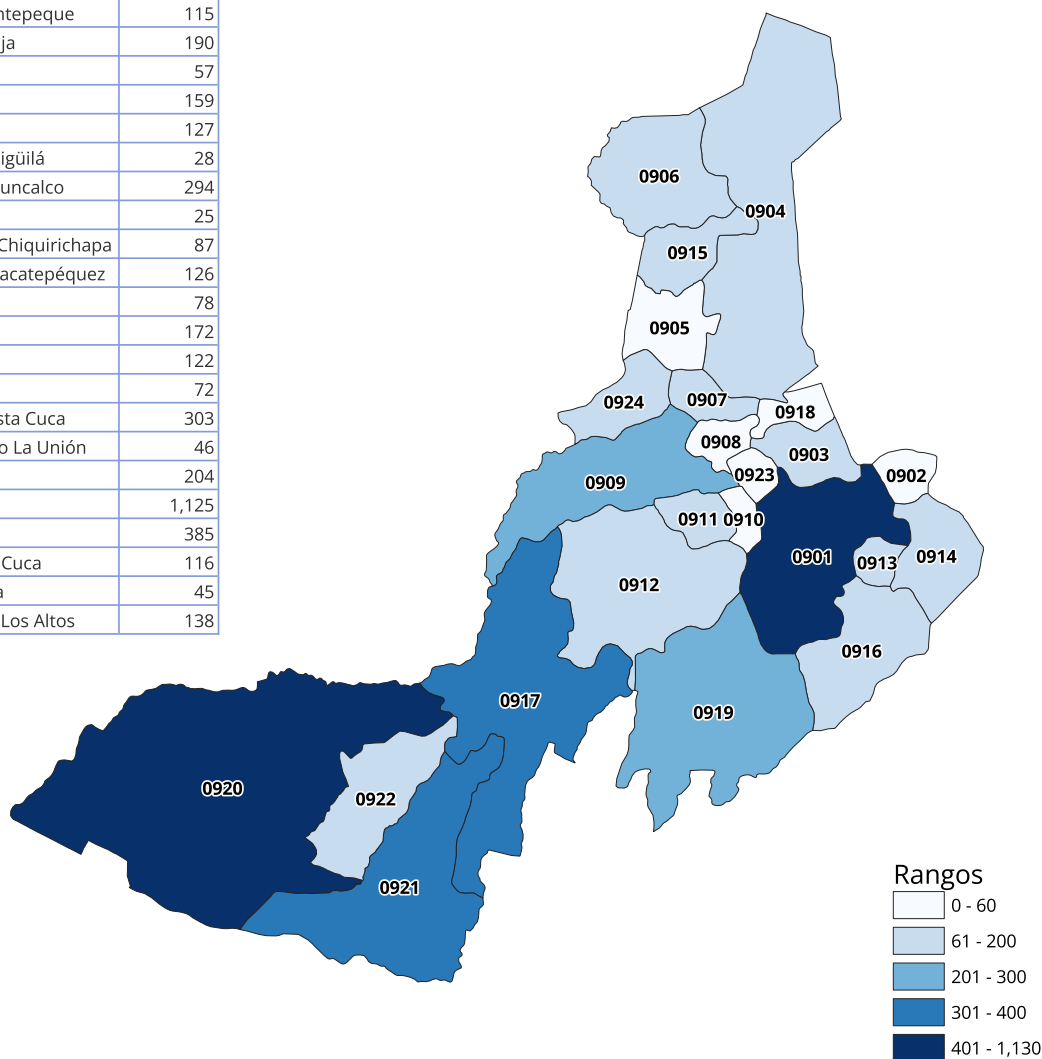 ntepeque 115
ja 190
57
159
127
igüilá 28
uncalco 294
25
Chiquirichapa 87
acatepéquez 126
78
172
122
72
sta Cuca 303
o La Unión 46
204
1,125
385
Cuca 116
a 45
Los Altos 138
0906
0904
0915
0905
0924
0907
0918
0908
0903
0923
0902
0909
0911
0910
0901
0913
0914
0912
0916
0917
0919
0920
0922
0921
Rangos
0 - 60
61 - 200
201 - 300
301 - 400
401 - 1,130